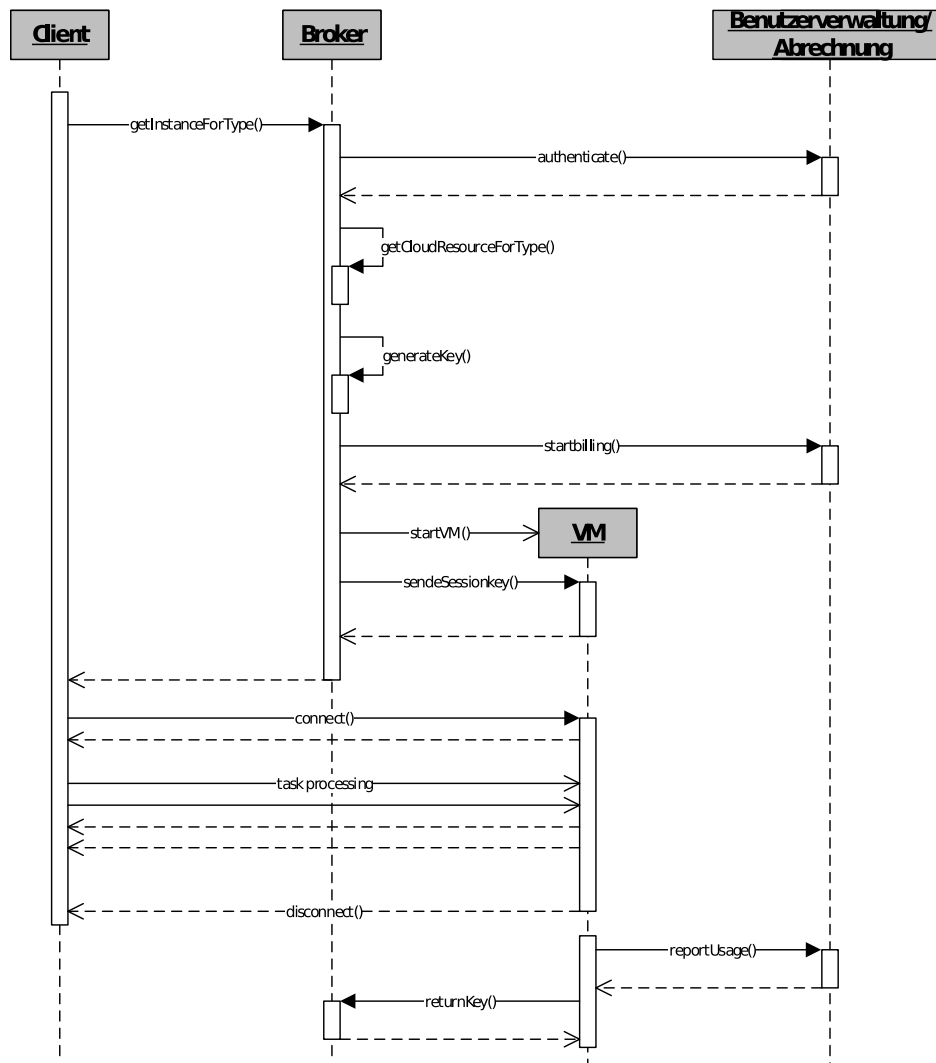 Client
Broker
Benutzerverwaltung/
Abrechnung
getInstanceForType()
authenticate()
getCloudResourceForType()
generateKey()
startbilling()
startVM()
VM
sendeSessionkey()
connect()
task processing
disconnect()
reportUsage()
returnKey()